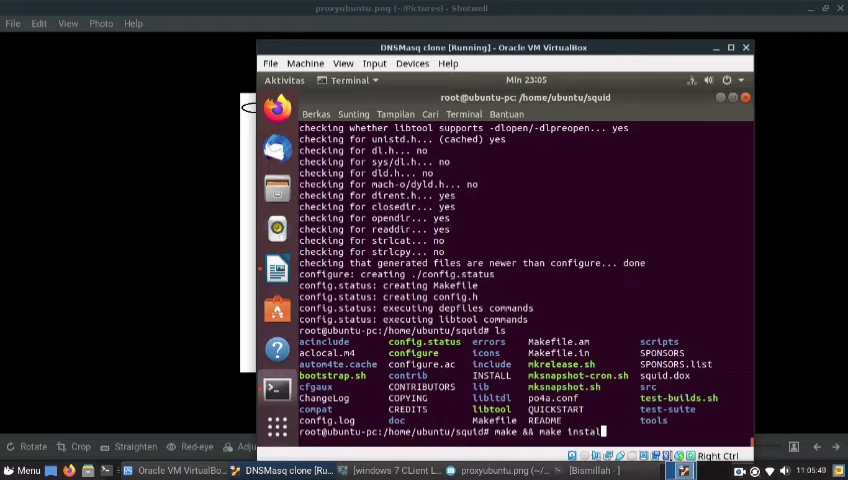 proxyubuntu.png (~/Pictures) - Shotwell
File Edit View Photo Help
DNSMasq clone [Running] - Oracle VM VirtualBox
File Machine View Input Devices Help
Aktivitas Terminal Min 23:05
root@ubuntu-pc: /home/ubuntu/squid
Berkas Sunting Tampilan Cari Terminal Bantuan
checking whether libtool supports -dlopen/-dlpreopen... yes
checking for unistd.h... (cached) yes
checking for dl.h... no
checking for sys/dl.h... no
checking for dld.h... no
checking for mach-o/dyld.h... no
checking for dirent.h... yes
checking for closedir... yes
checking for opendir... yes
checking for readdir... yes
checking for strlcat... no
checking for strlcpy... no
checking that generated files are newer than configure... done
configure: creating ./config.status
config.status: creating Makefile
config.status: creating config.h
config.status: executing depfiles commands
config.status: executing libtool commands
root@ubuntu-pc:/home/ubuntu/squid# ls
acinclude config.status errors Makefile.am scripts
aclocal.m4 configure icons Makefile.in SPONSORS
autom4te.cache configure.ac include mkrelease.sh SPONSORS.list
bootstrap.sh contrib INSTALL mksnapshot-cron.sh squid.dox
cfgaux CONTRIBUTORS lib mksnapshot.sh src
ChangeLog COPYING libltdl po4a.conf test-builds.sh
compat CREDITS libtool QUICKSTART test-suite
config.log doc Makefile README tools
root@ubuntu-pc:/home/ubuntu/squid# make && make instal
Rotate Crop Straighten Red-eye
Right Ctrl
Menu Oracle VM VirtualBo... DNSMasq clone [Ru... [windows 7 CLient L... proxyubuntu.png (~/... [Bismillah · ] 11:05:49